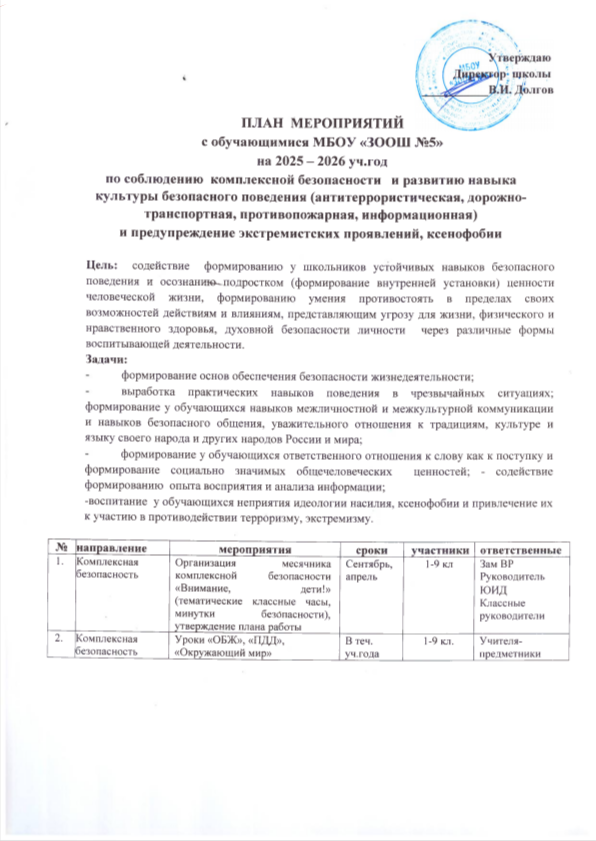 Утверждаю
Директор школы
В.И. Долгов
МБОУ
ПЛАН МЕРОПРИЯТИЙ
с обучающимися МБОУ «ЗООШ №5»
на 2025 – 2026 уч.год
по соблюдению комплексной безопасности и развитию навыка
культуры безопасного поведения (антитеррористическая, дорожно-
транспортная, противопожарная, информационная)
и предупреждение экстремистских проявлений, ксенофобии
Цель: содействие формированию у школьников устойчивых навыков безопасного
поведения и осознанию подростком (формирование внутренней установки) ценности
человеческой жизни, формированию умения противостоять в пределах своих
возможностей действиям и влияниям, представляющим угрозу для жизни, физического и
нравственного здоровья, духовной безопасности личности через различные формы
воспитывающей деятельности.
Задачи:
- формирование основ обеспечения безопасности жизнедеятельности;
- выработка практических навыков поведения в чрезвычайных ситуациях;
формирование у обучающихся навыков межличностной и межкультурной коммуникации
и навыков безопасного общения, уважительного отношения к традициям, культуре и
языку своего народа и других народов России и мира;
- формирование у обучающихся ответственного отношения к слову как к поступку и
формирование социально значимых общечеловеческих ценностей; - содействие
формированию опыта восприятия и анализа информации;
-воспитание у обучающихся неприятия идеологии насилия, ксенофобии и привлечение их
к участию в противодействии терроризму, экстремизму.
№ направление мероприятия сроки участники ответственные
1. Комплексная Организация месячника Сентябрь, 1-9 кл Зам ВР
безопасность комплексной безопасности апрель Руководитель
«Внимание, дети!» ЮИД
(тематические классные часы, Классные
минутки безопасности), руководители
утверждение плана работы
2. Комплексная Уроки «ОБЖ», «ПДД», В теч. 1-9 кл. Учителя-
безопасность «Окружающий мир» уч.года предметники